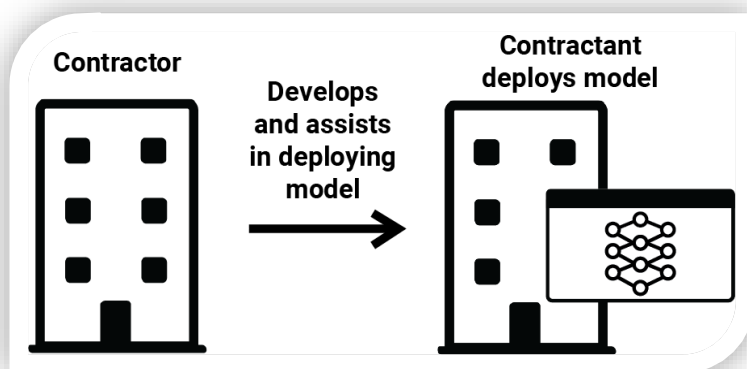 Contractor
Develops
and assists
in deploying
model
Contractant
deploys model